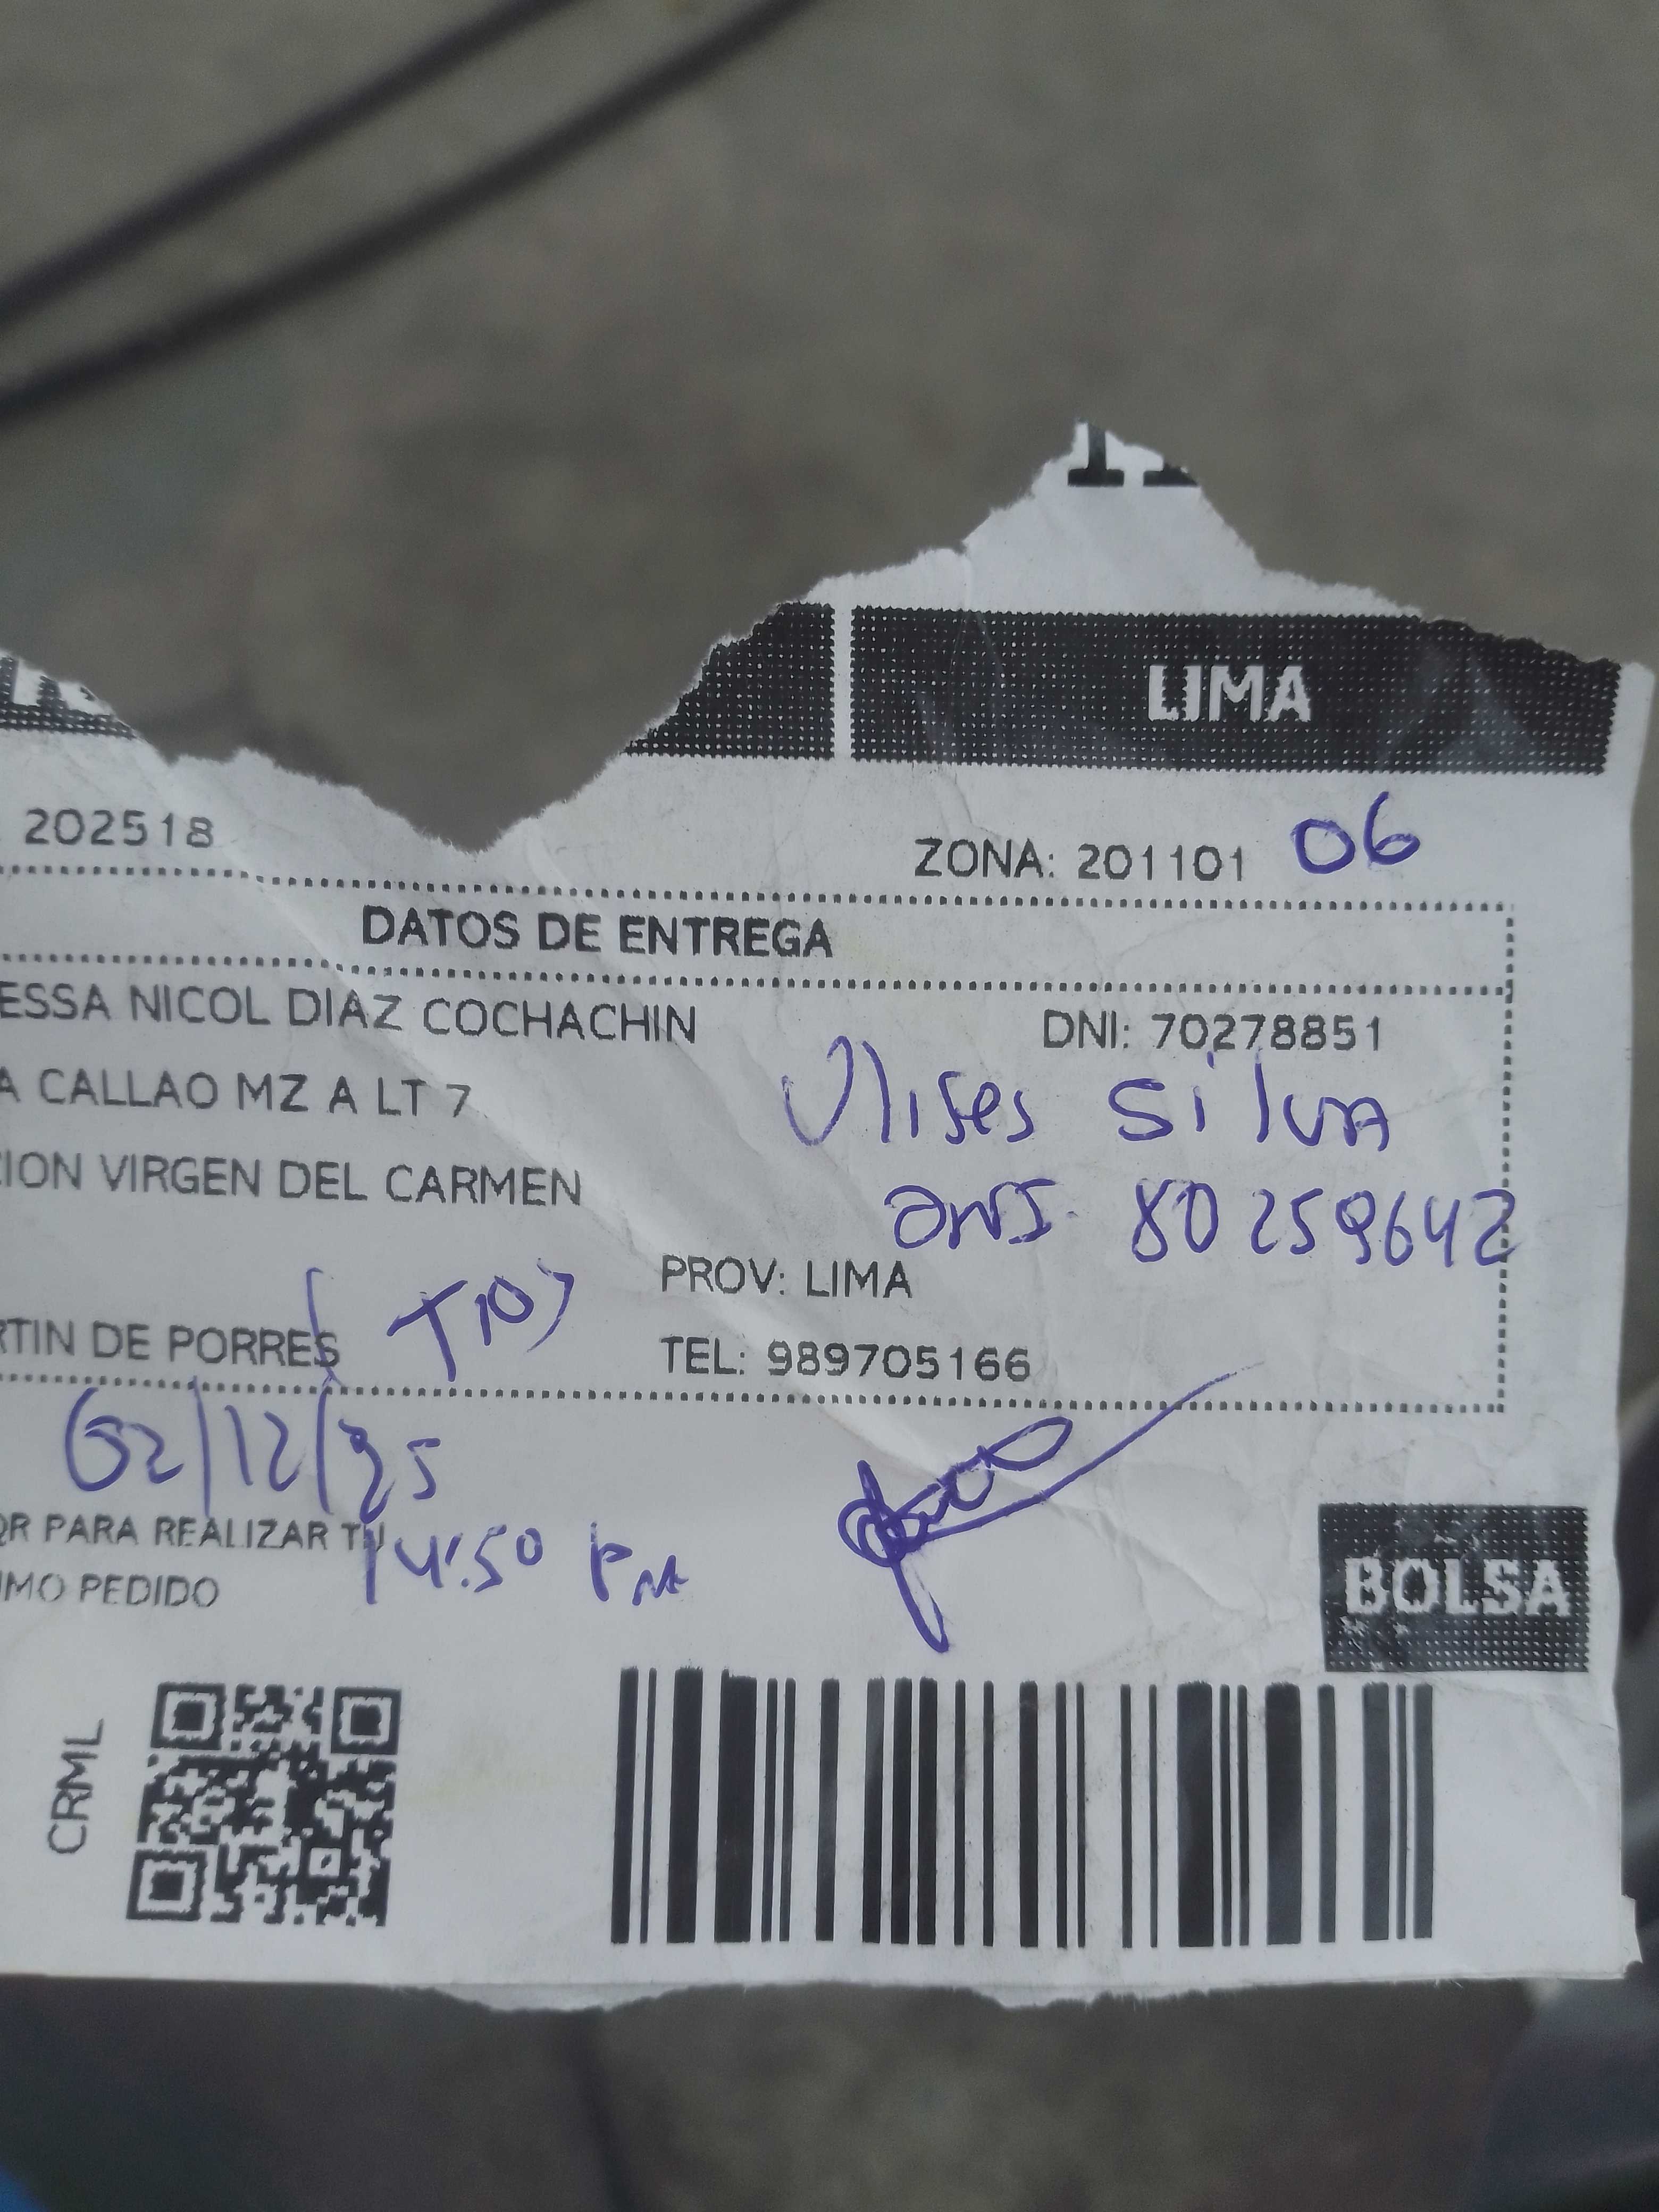 LIMA
202518
ZONA: 201101 06
DATOS DE ENTREGA
ESSA NICOL DIAZ COCHACHIN
DNI: 70278851
A CALLAO MZ A LT 7
Ulises Silva
CION VIRGEN DEL CARMEN
DNI. 80259642
PROV: LIMA
RTIN DE PORRES
TEL: 989705166
02/12/25
QR PARA REALIZAR TU
14:50 PM
IMO PEDIDO
BOLSA
CRML